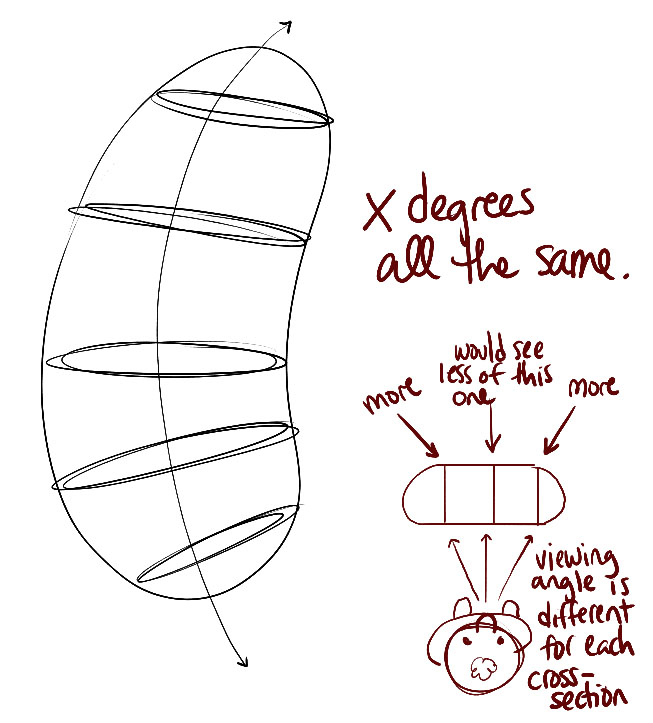 X degrees
all the same.
would see
less of this
one
more
more
viewing
angle is
different
for each
cross-
section